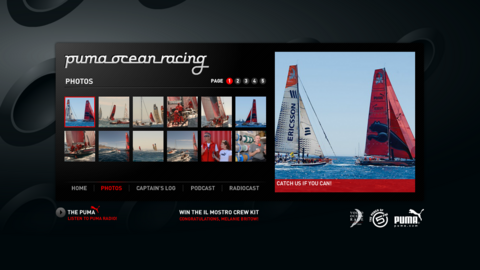 puma ocean racing
PHOTOS
PAGE 1 2 3 4 5
ERICSSON
CATCH US IF YOU CAN!
HOME PHOTOS CAPTAIN'S LOG PODCAST RADIOCAST
THE PUMA
LISTEN TO PUMA RADIO!
WIN THE IL MOSTRO CREW KIT
CONGRATULATIONS, MELANIE
PUMA
puma.com